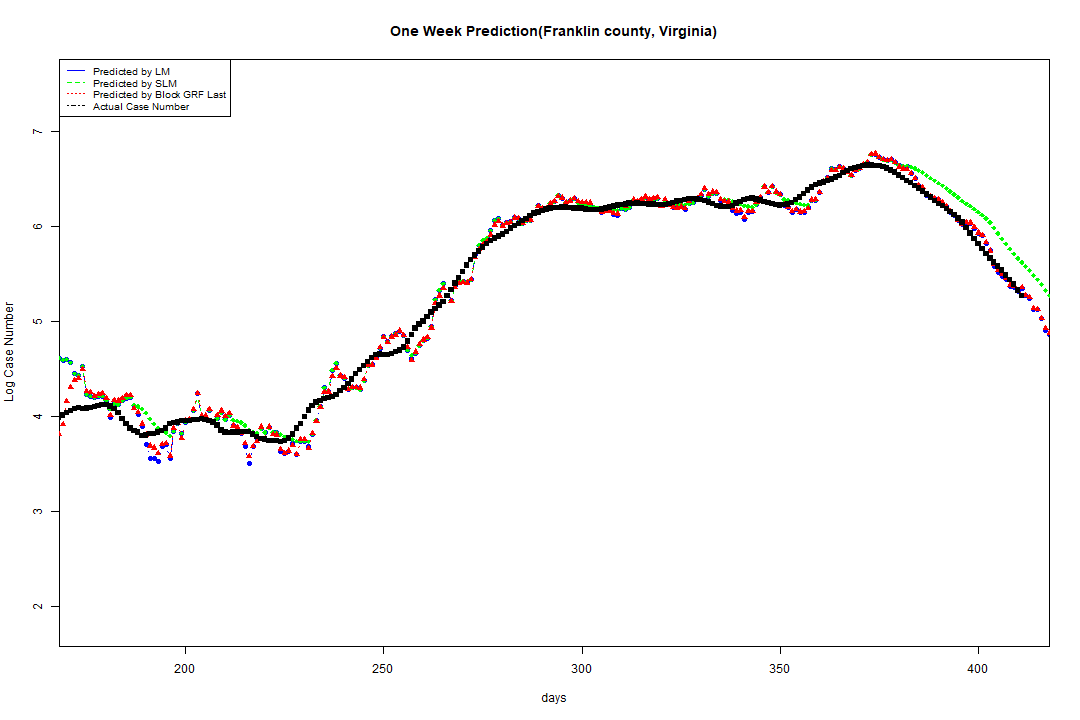 One Week Prediction(Franklin county, Virginia)
Predicted by LM
Predicted by SLM
Predicted by Block GRF Last
Actual Case Number
7
6
5
4
3
2
Log Case Number
200 250 300 350 400
days